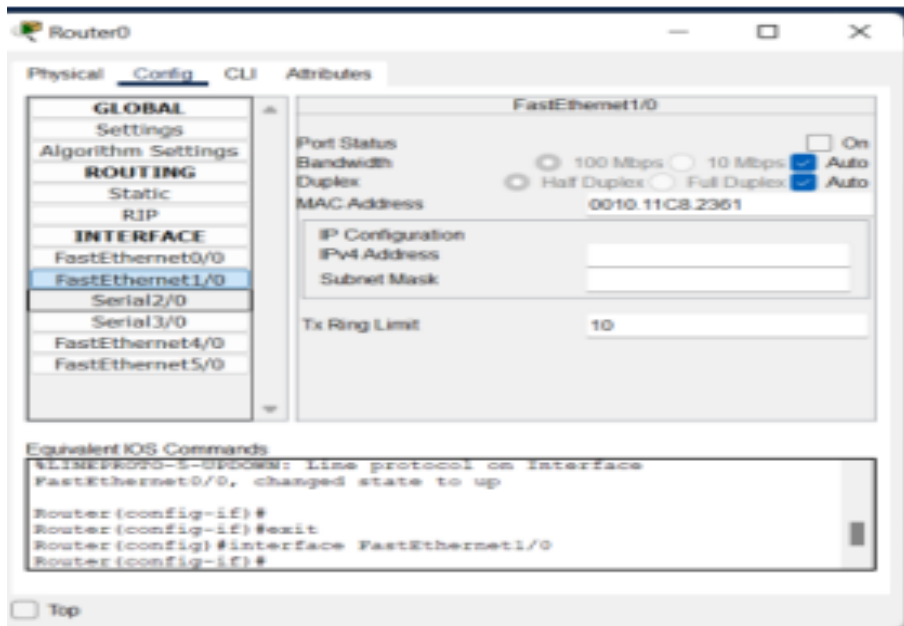 Router0
Physical Config CLI Attributes
GLOBAL
Settings
Algorithm Settings
ROUTING
Static
RIP
INTERFACE
FastEthernet0/0
FastEthernet1/0
Serial2/0
Serial3/0
FastEthernet4/0
FastEthernet5/0
FastEthernet1/0
Port Status On
Bandwidth 100 Mbps 10 Mbps Auto
Duplex Half Duplex Full Duplex Auto
MAC Address 0010.11C8.2361
IP Configuration
IPv4 Address
Subnet Mask
Tx Ring Limit 10
Equivalent IOS Commands
%LINEPROTO-5-UPDOWN: Line protocol on Interface
FastEthernet0/0, changed state to up
Router(config-if)#
Router(config-if)#exit
Router(config)#interface FastEthernet1/0
Router(config-if)#
Top